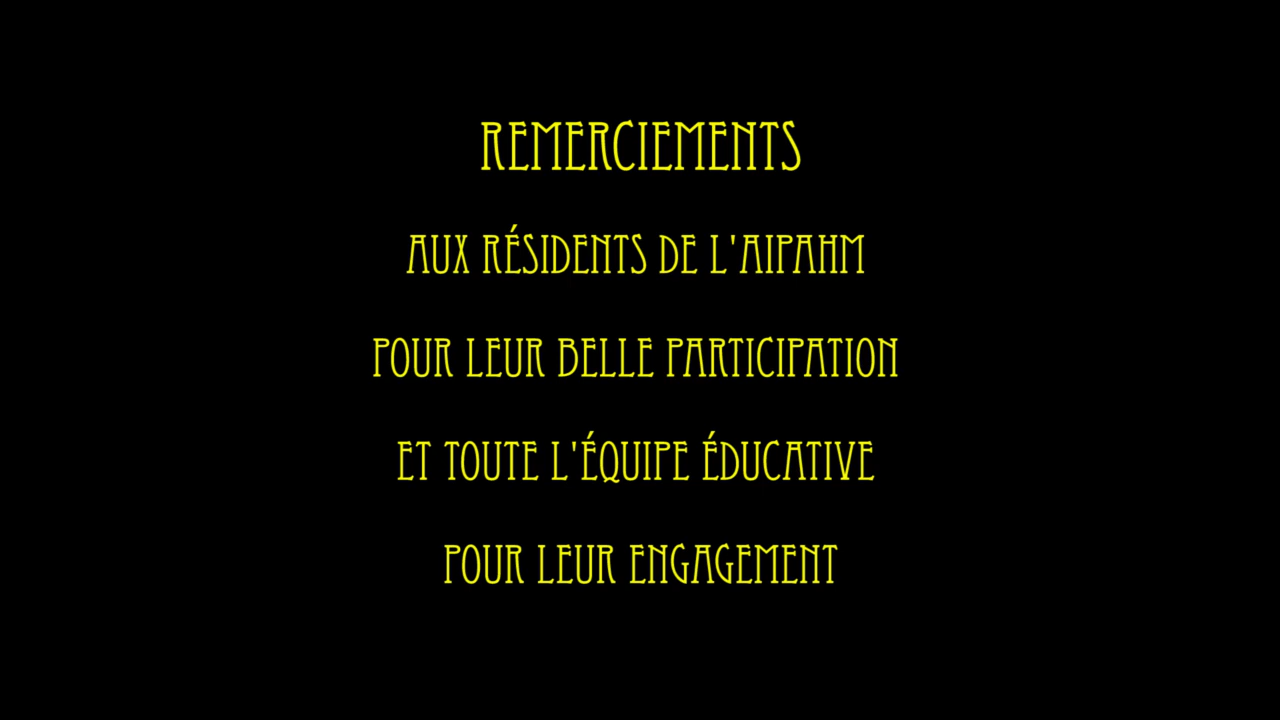 REMERCIEMENTS
AUX RÉSIDENTS DE L'AIPAHM
POUR LEUR BELLE PARTICIPATION
ET TOUTE L'ÉQUIPE ÉDUCATIVE
POUR LEUR ENGAGEMENT